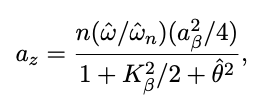 a_z = \frac{n(\hat{\omega}/\hat{\omega}_n)(a_\beta^2/4)}{1 + K_\beta^2/2 + \hat{\theta}^2},